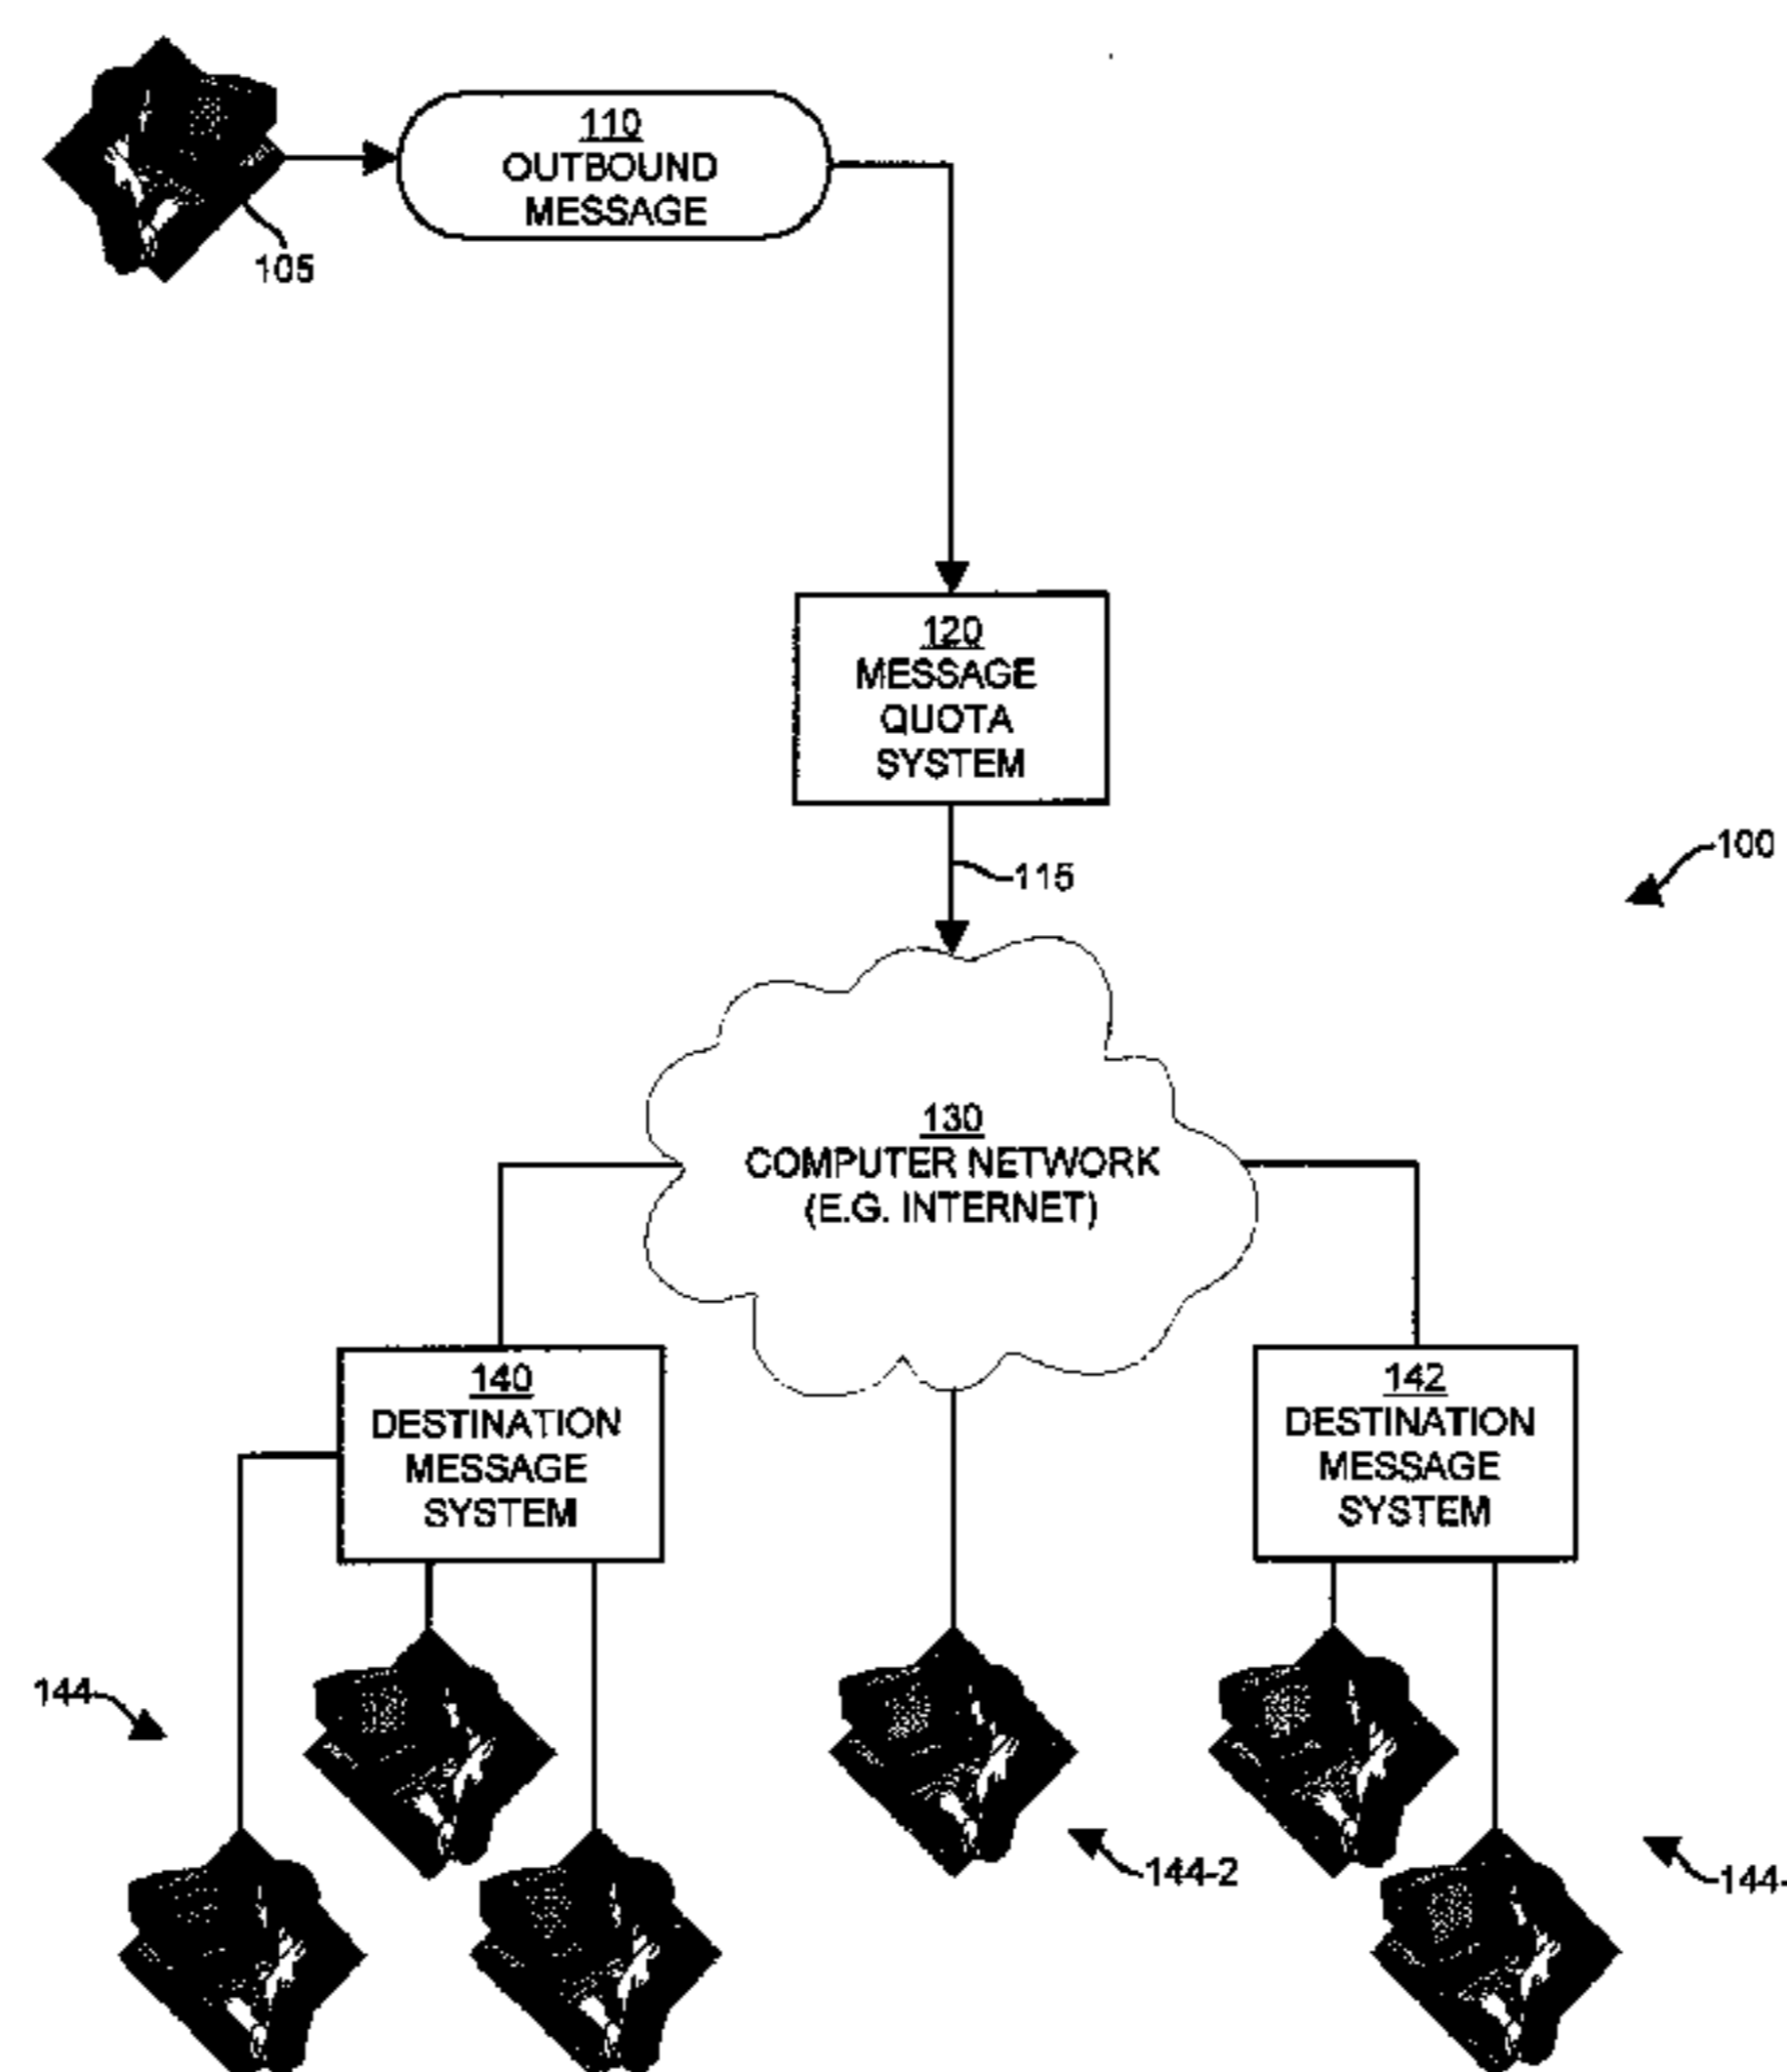 110
OUTBOUND
MESSAGE
105
120
MESSAGE
QUOTA
SYSTEM
100
115
130
COMPUTER NETWORK
(E.G. INTERNET)
140
DESTINATION
MESSAGE
SYSTEM
142
DESTINATION
MESSAGE
SYSTEM
144
144-2
144-